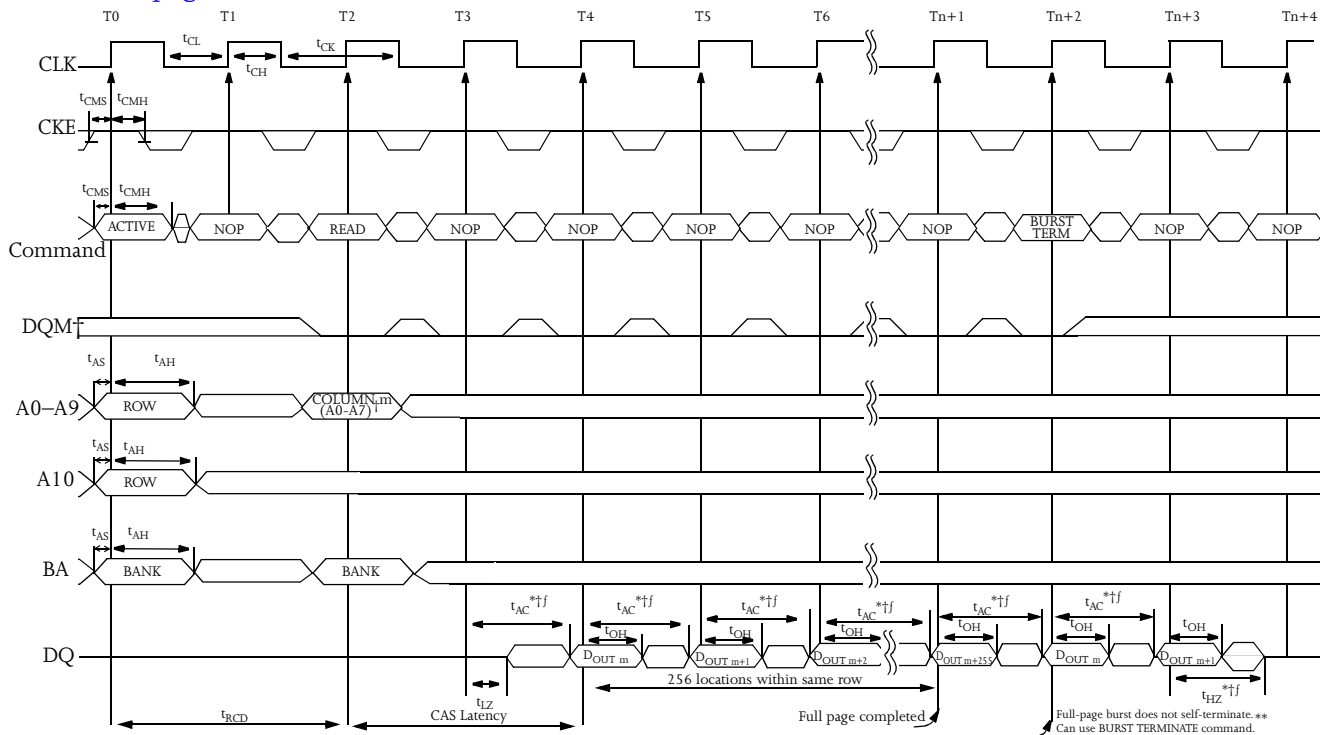 T0 T1 T2 T3 T4 T5 T6 Tn+1 Tn+2 Tn+3 Tn+4
tCL tCK
CLK
tCH
tCMS tCMH
CKE
tCMS tCMH
ACTIVE NOP READ NOP NOP NOP NOP NOP BURST TERM NOP NOP
Command
DQM
tAS tAH
A0–A9 ROW COLUMN m
(A0-A7)†
tAS tAH
A10 ROW
tAS tAH
BA BANK BANK
tAC*†ƒ tAC*†ƒ tAC*†ƒ tAC*†ƒ tAC*†ƒ tAC*†ƒ
tOH tOH tOH tOH tOH tOH
DQ DOUT m DOUT m+1 DOUT m+2 DOUT m+255 DOUT m DOUT m+1
256 locations within same row
tLZ tHZ*†ƒ
tRCD CAS Latency Full page completed
Full-page burst does not self-terminate.**
Can use BURST TERMINATE command.